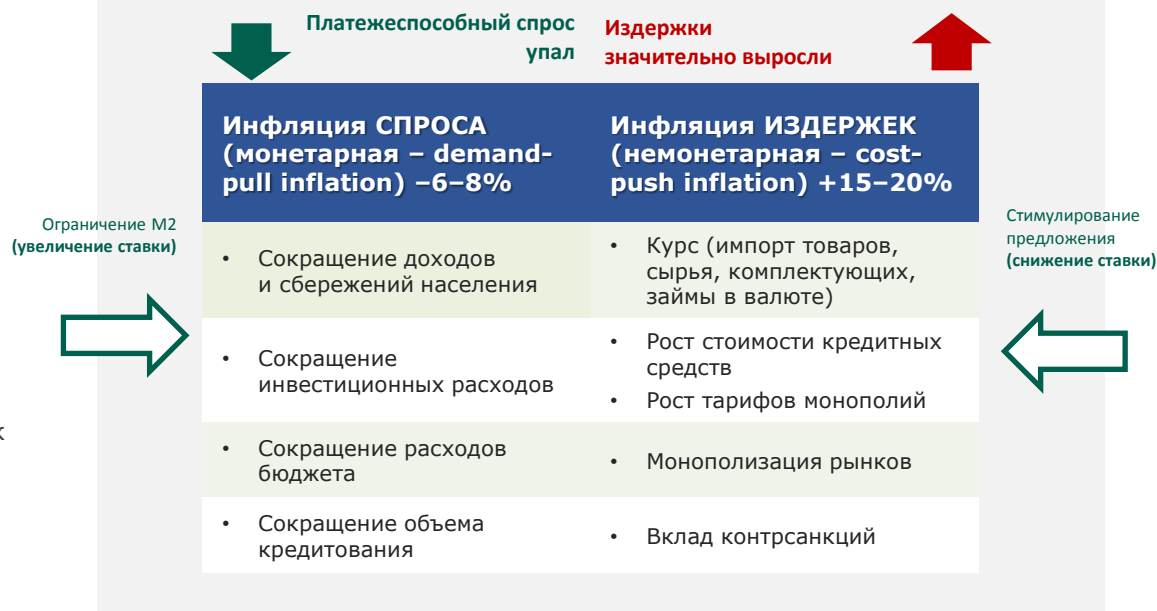 Платежеспособный спрос
упал
Издержки
значительно выросли
Инфляция СПРОСА
(монетарная – demand-
pull inflation) –6–8%
Инфляция ИЗДЕРЖЕК
(немонетарная – cost-
push inflation) +15–20%
Ограничение М2
(увеличение ставки)
Стимулирование
предложения
(снижение ставки)
• Сокращение доходов
и сбережений населения
• Курс (импорт товаров,
сырья, комплектующих,
займы в валюте)
• Сокращение
инвестиционных расходов
• Рост стоимости кредитных
средств
• Рост тарифов монополий
к
• Сокращение расходов
бюджета
• Монополизация рынков
• Сокращение объема
кредитования
• Вклад контрсанкций